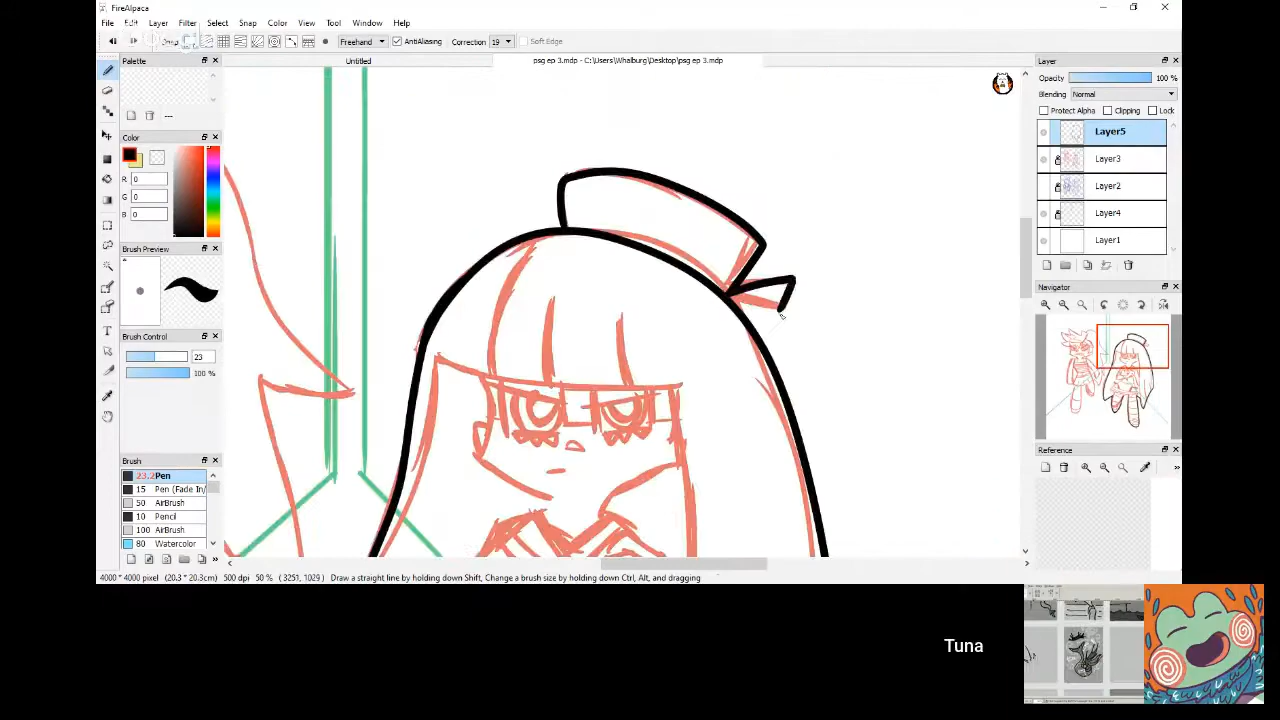 FireAlpaca
File Edit Layer Filter Select Snap Color View Tool Window Help
Snap Freehand AntiAliasing Correction 19 Soft Edge
Palette
Untitled
psg ep 3.mdp - C:\Users\Whalburg\Desktop\psg ep 3.mdp
---
Color
R 0
G 0
B 0
Brush Preview
Brush Control
23
100 %
Brush
23.2 Pen
15 Pen (Fade In/
50 AirBrush
10 Pencil
100 AirBrush
80 Watercolor
Layer
Opacity 100 %
Blending Normal
Protect Alpha Clipping Lock
Layer5
Layer3
Layer2
Layer4
Layer1
Navigator
Reference
4000 * 4000 pixel (20.3 * 20.3cm) 500 dpi 50 % ( 3251, 1029 ) Draw a straight line by holding down Shift, Change a brush size by holding down Ctrl, Alt, and dragging
Tuna